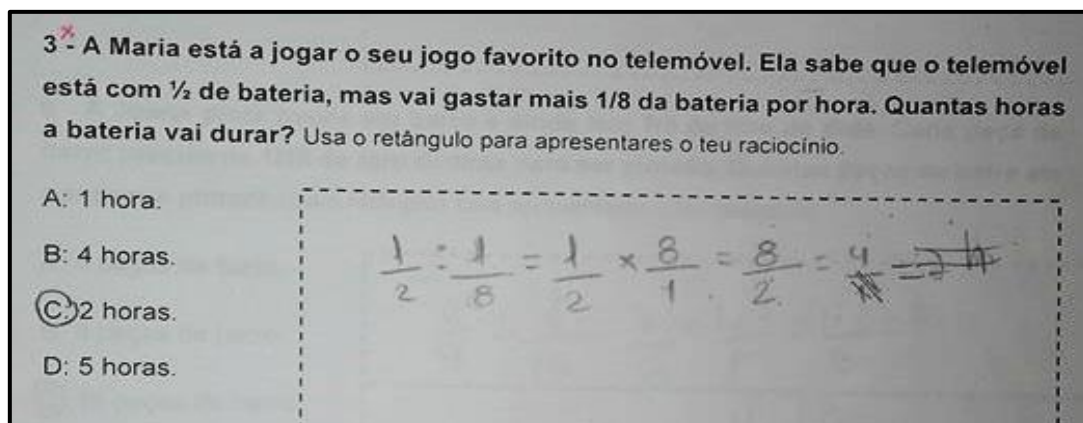 3 - A Maria está a jogar o seu jogo favorito no telemóvel. Ela sabe que o telemóvel
está com ½ de bateria, mas vai gastar mais 1/8 da bateria por hora. Quantas horas
a bateria vai durar? Usa o retângulo para apresentares o teu raciocínio.
A: 1 hora.
B: 4 horas.
C: 2 horas.
D: 5 horas.
1/2 : 1/8 = 1/2 × 8/1 = 8/2 = 4